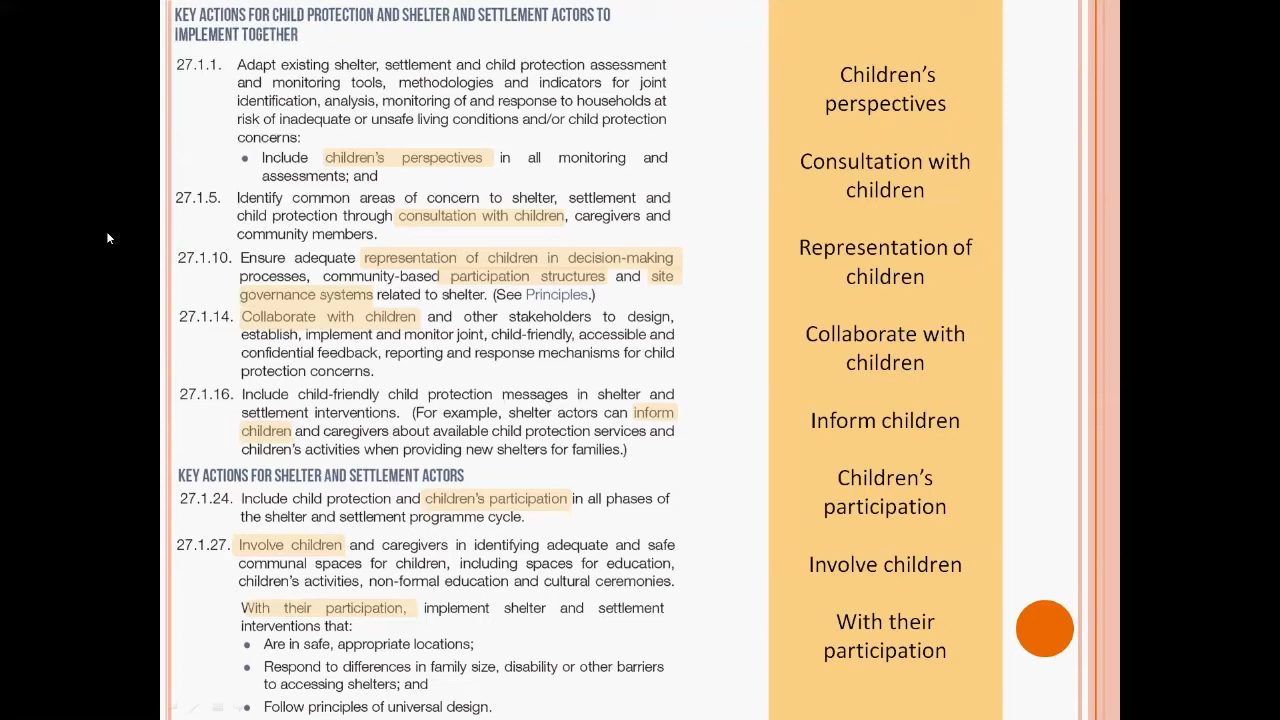 KEY ACTIONS FOR CHILD PROTECTION AND SHELTER AND SETTLEMENT ACTORS TO
IMPLEMENT TOGETHER
27.1.1. Adapt existing shelter, settlement and child protection assessment
and monitoring tools, methodologies and indicators for joint
identification, analysis, monitoring of and response to households at
risk of inadequate or unsafe living conditions and/or child protection
concerns:
● Include children's perspectives in all monitoring and
assessments; and
27.1.5. Identify common areas of concern to shelter, settlement and
child protection through consultation with children, caregivers and
community members.
27.1.10. Ensure adequate representation of children in decision-making
processes, community-based participation structures and site
governance systems related to shelter. (See Principles.)
27.1.14. Collaborate with children and other stakeholders to design,
establish, implement and monitor joint, child-friendly, accessible and
confidential feedback, reporting and response mechanisms for child
protection concerns.
27.1.16. Include child-friendly child protection messages in shelter and
settlement interventions. (For example, shelter actors can inform
children and caregivers about available child protection services and
children's activities when providing new shelters for families.)
KEY ACTIONS FOR SHELTER AND SETTLEMENT ACTORS
27.1.24. Include child protection and children's participation in all phases of
the shelter and settlement programme cycle.
27.1.27. Involve children and caregivers in identifying adequate and safe
communal spaces for children, including spaces for education,
children's activities, non-formal education and cultural ceremonies.
With their participation, implement shelter and settlement
interventions that:
● Are in safe, appropriate locations;
● Respond to differences in family size, disability or other barriers
to accessing shelters; and
● Follow principles of universal design.
Children's
perspectives
Consultation with
children
Representation of
children
Collaborate with
children
Inform children
Children's
participation
Involve children
With their
participation